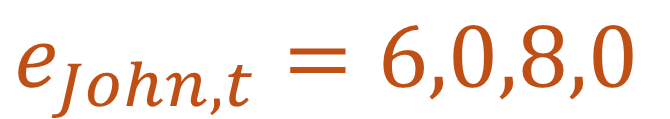 e_{John,t} = 6,0,8,0